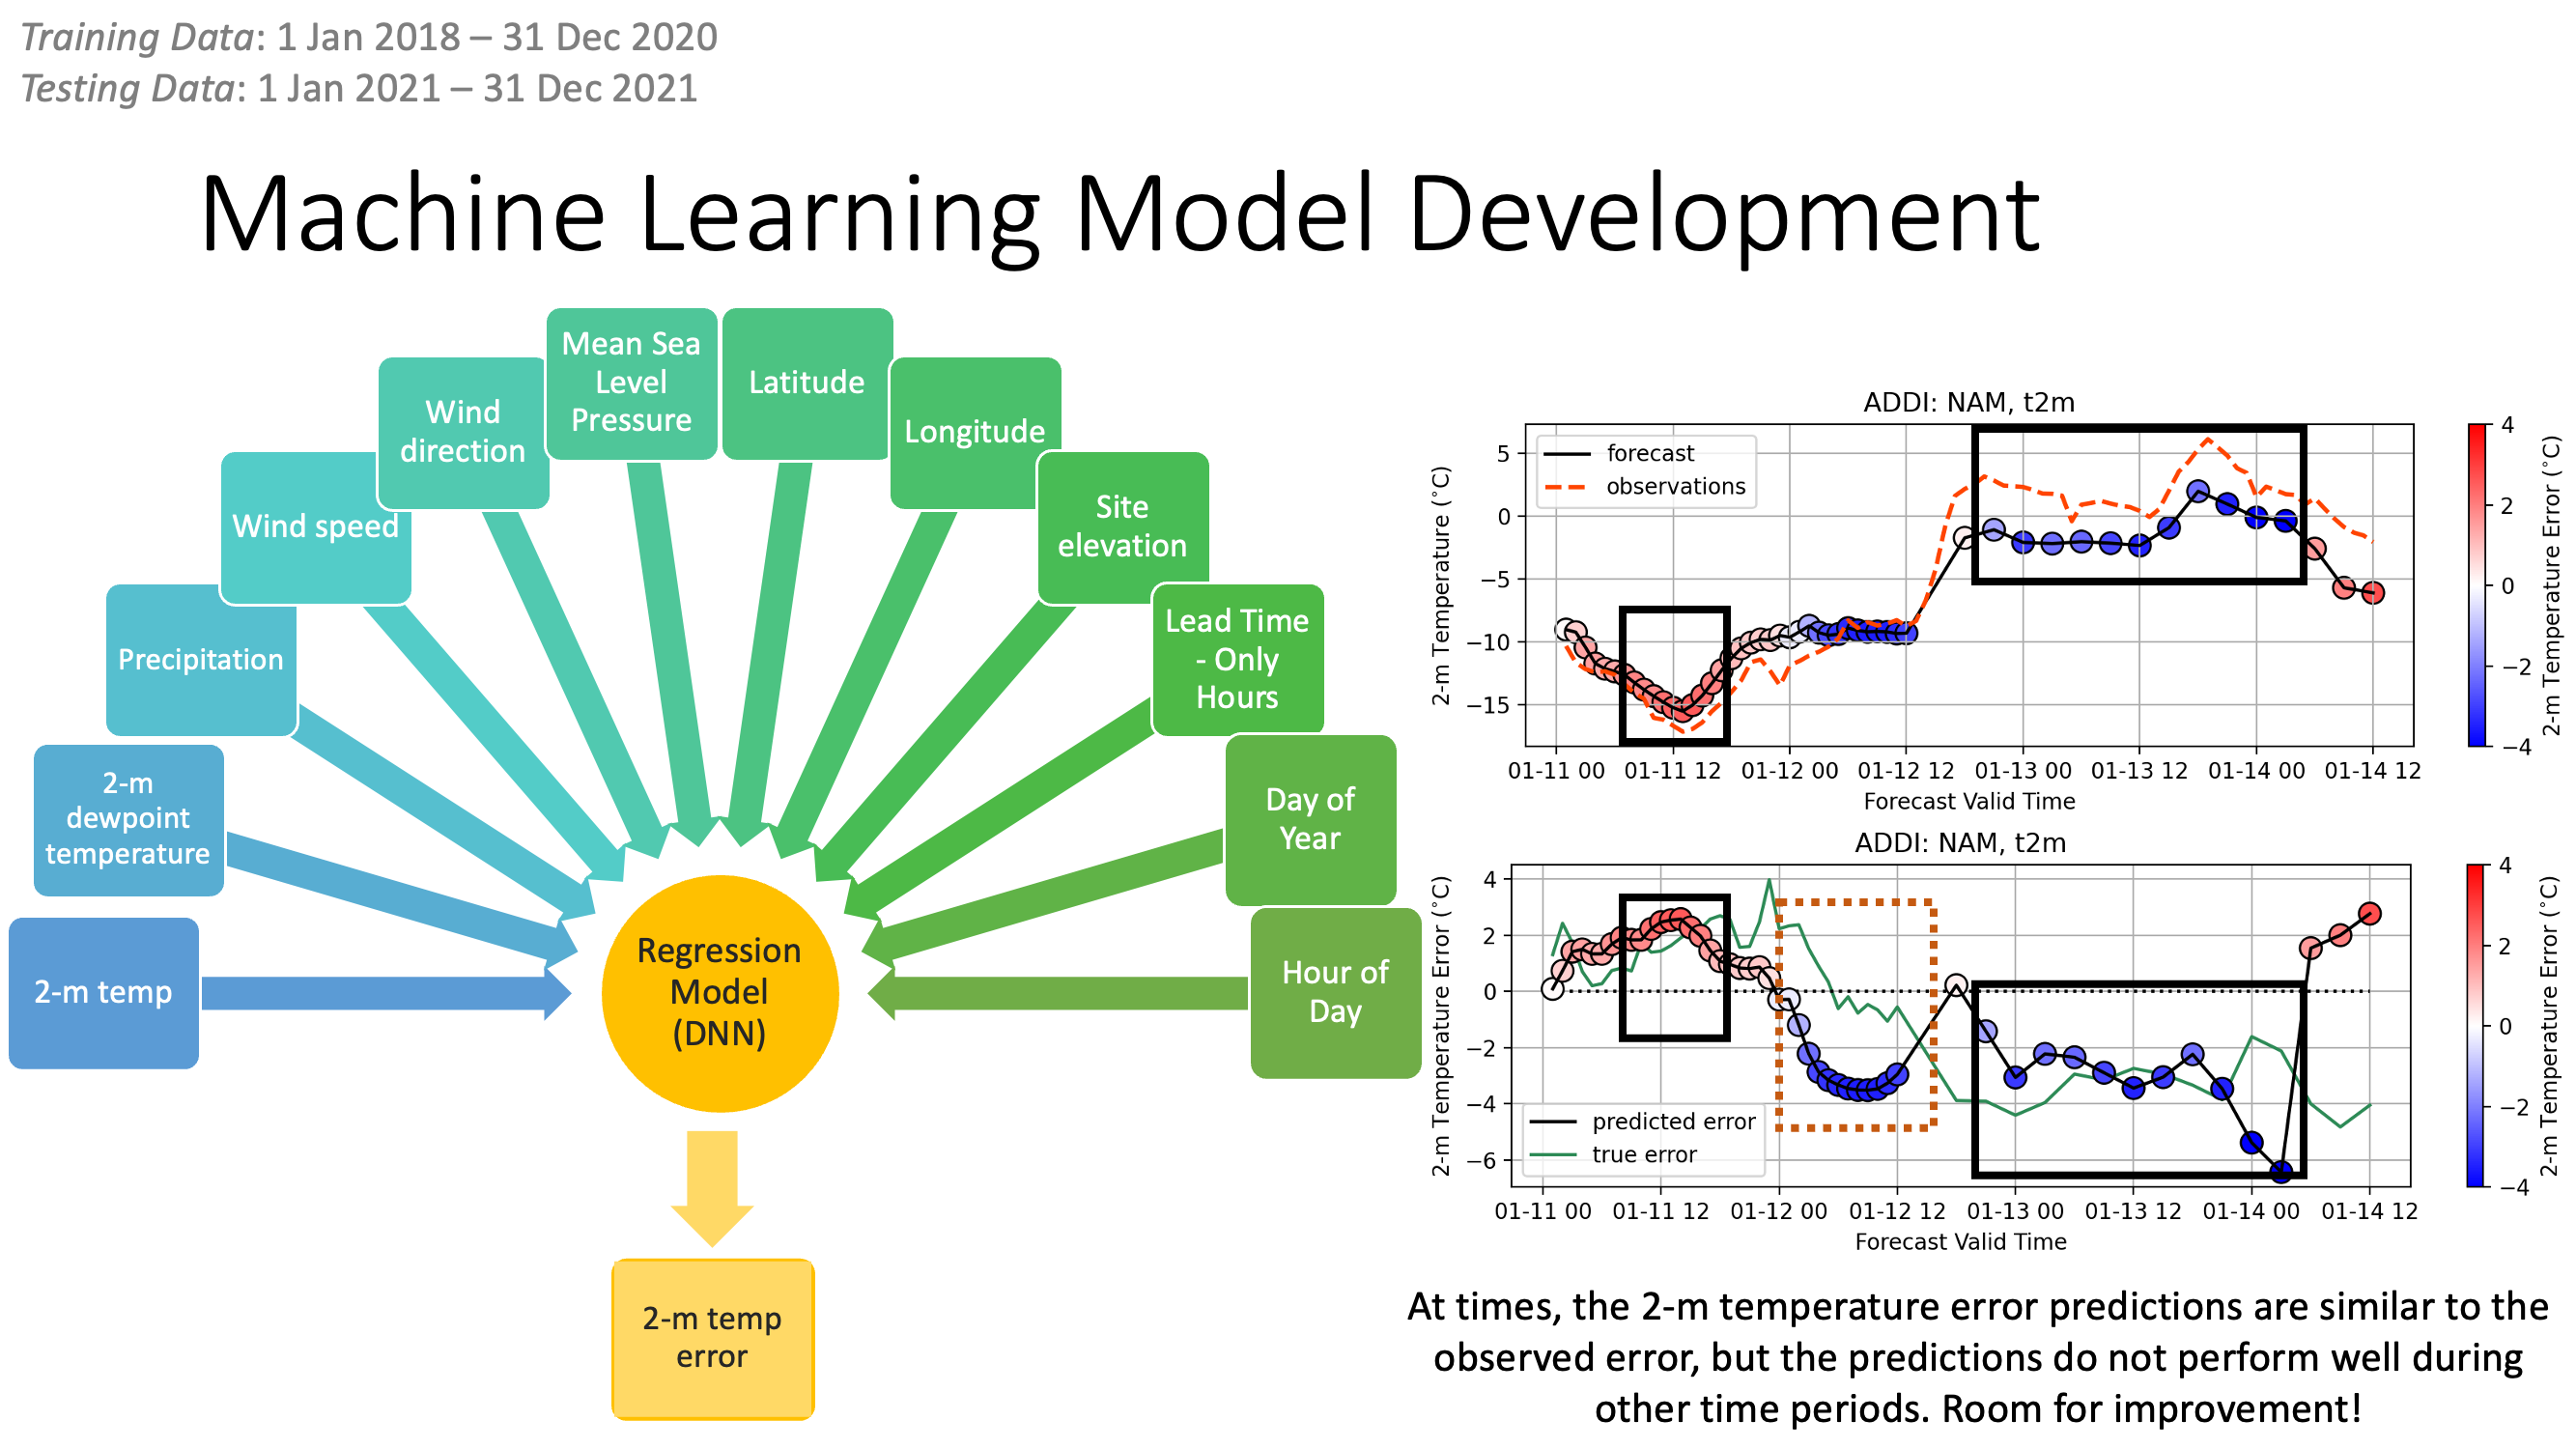 Training Data: 1 Jan 2018 – 31 Dec 2020
Testing Data: 1 Jan 2021 – 31 Dec 2021
Machine Learning Model Development
2-m temp
2-m
dewpoint
temperature
Precipitation
Wind speed
Wind
direction
Mean Sea
Level
Pressure
Latitude
Longitude
Site
elevation
Lead Time
- Only
Hours
Day of
Year
Hour of
Day
Regression
Model
(DNN)
2-m temp
error
ADDI: NAM, t2m
2-m Temperature (°C)
5
0
−5
−10
−15
forecast
observations
01-11 00
01-11 12
01-12 00
01-12 12
01-13 00
01-13 12
01-14 00
01-14 12
Forecast Valid Time
4
2
0
−2
−4
2-m Temperature Error (°C)
ADDI: NAM, t2m
2-m Temperature Error (°C)
4
2
0
−2
−4
−6
predicted error
true error
01-11 00
01-11 12
01-12 00
01-12 12
01-13 00
01-13 12
01-14 00
01-14 12
Forecast Valid Time
4
2
0
−2
−4
2-m Temperature Error (°C)
At times, the 2-m temperature error predictions are similar to the
observed error, but the predictions do not perform well during
other time periods. Room for improvement!